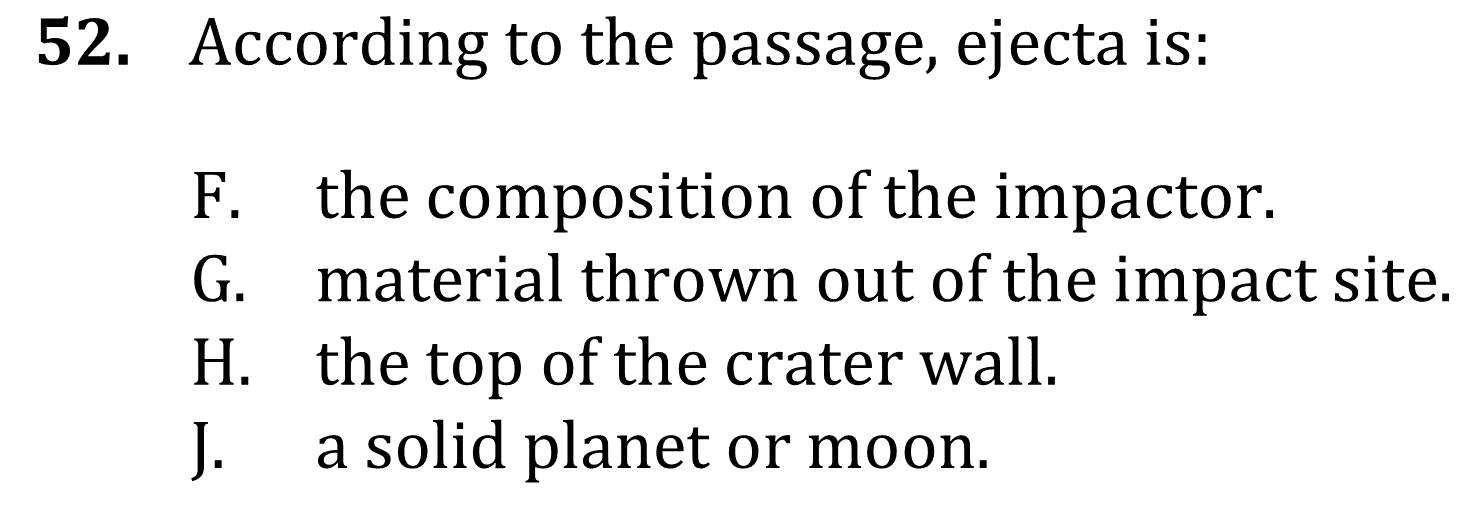 52. According to the passage, ejecta is:
F. the composition of the impactor.
G. material thrown out of the impact site.
H. the top of the crater wall.
J. a solid planet or moon.